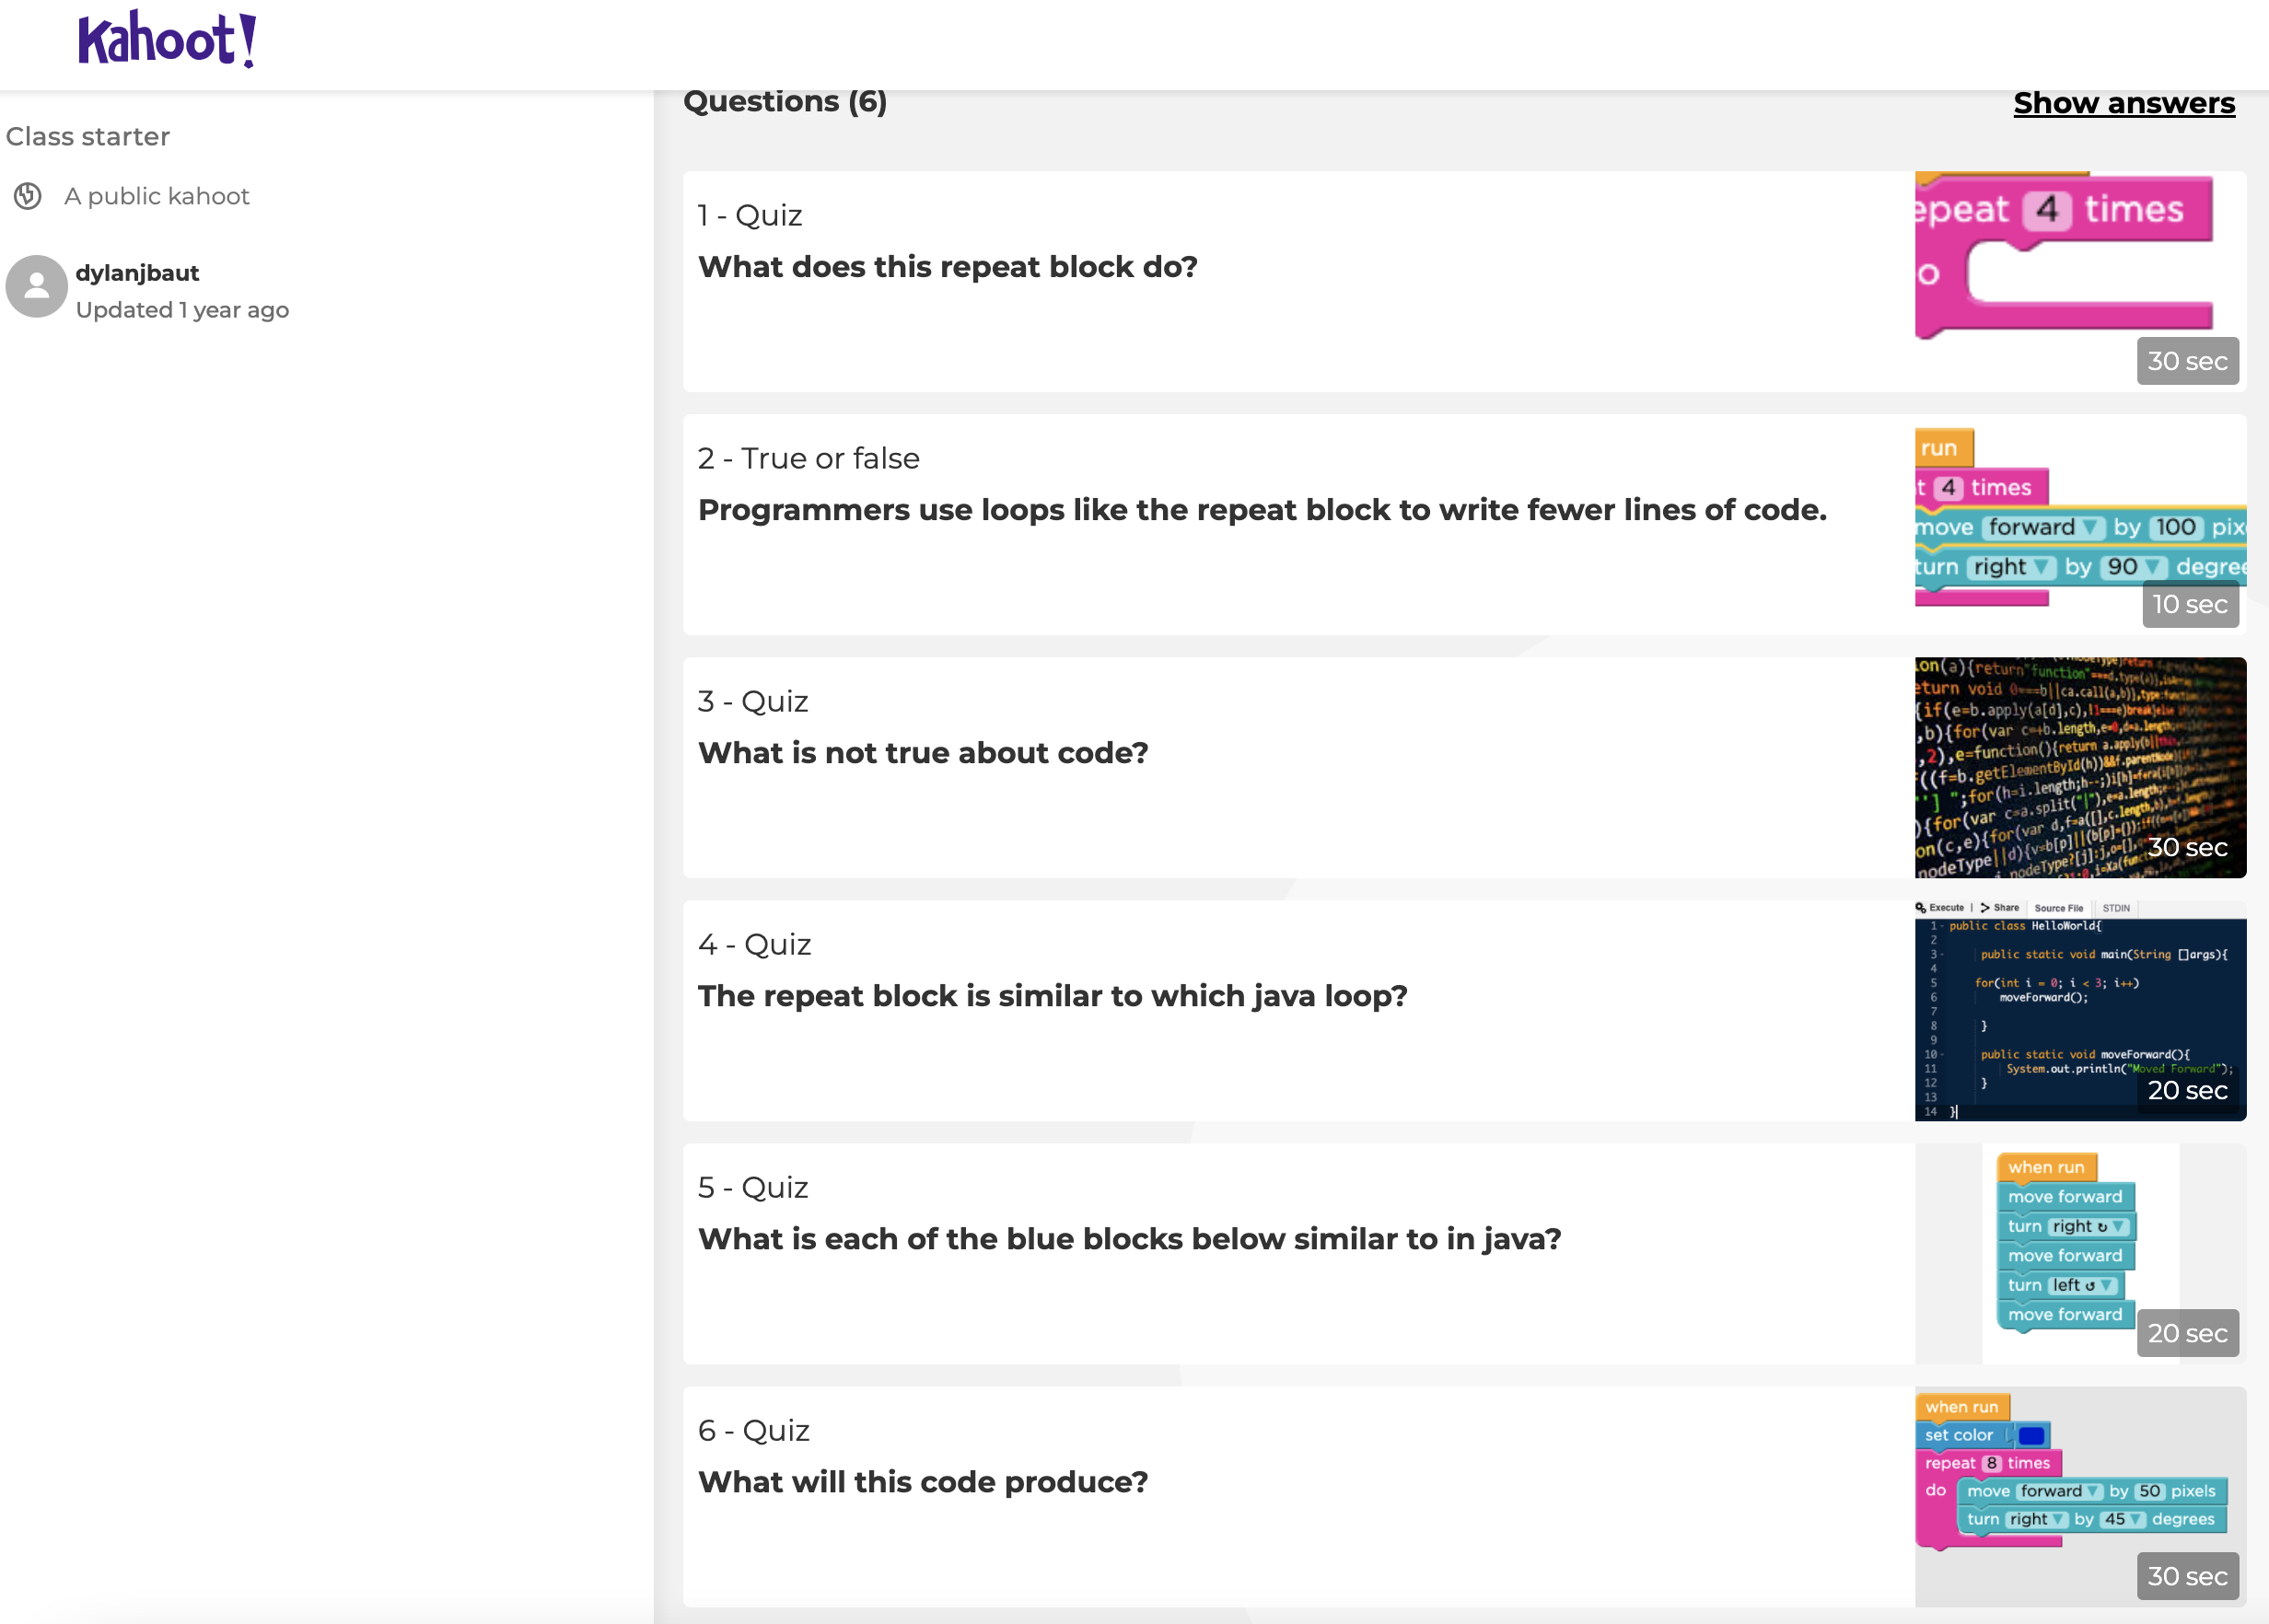 Kahoot!
Class starter
A public kahoot
dylanjbaut
Updated 1 year ago
Questions (6)
Show answers
1 - Quiz
What does this repeat block do?
epeat 4 times
o
30 sec
2 - True or false
Programmers use loops like the repeat block to write fewer lines of code.
run
t 4 times
move forward by 100 pix
turn right by 90 degree
10 sec
3 - Quiz
What is not true about code?
30 sec
4 - Quiz
The repeat block is similar to which java loop?
Execute | Share Source File STDIN
1 public class HelloWorld{
2
3 public static void main(String []args){
4
5 for(int i = 0; i < 3; i++)
6 moveForward();
7
8 }
9
10 public static void moveForward(){
11 System.out.println("Moved Forward");
12 }
13
14 }
20 sec
5 - Quiz
What is each of the blue blocks below similar to in java?
when run
move forward
turn right ↻
move forward
turn left ↺
move forward
20 sec
6 - Quiz
What will this code produce?
when run
set color
repeat 8 times
do move forward by 50 pixels
turn right by 45 degrees
30 sec